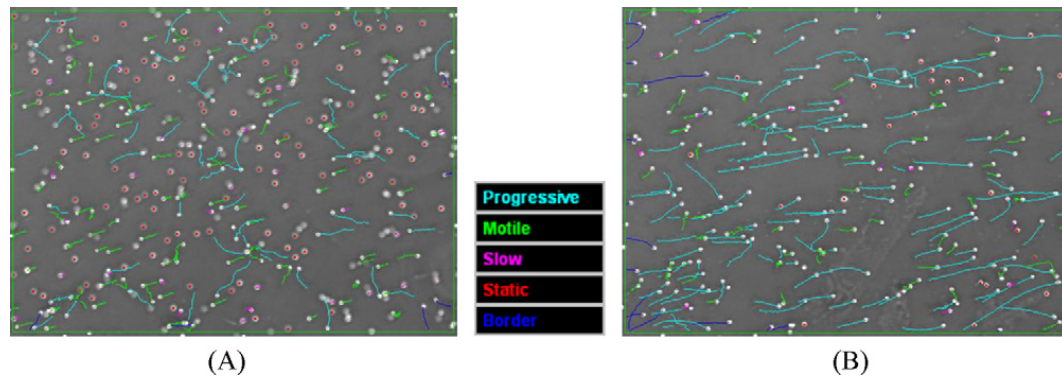 Progressive
Motile
Slow
Static
Border
(A)
(B)